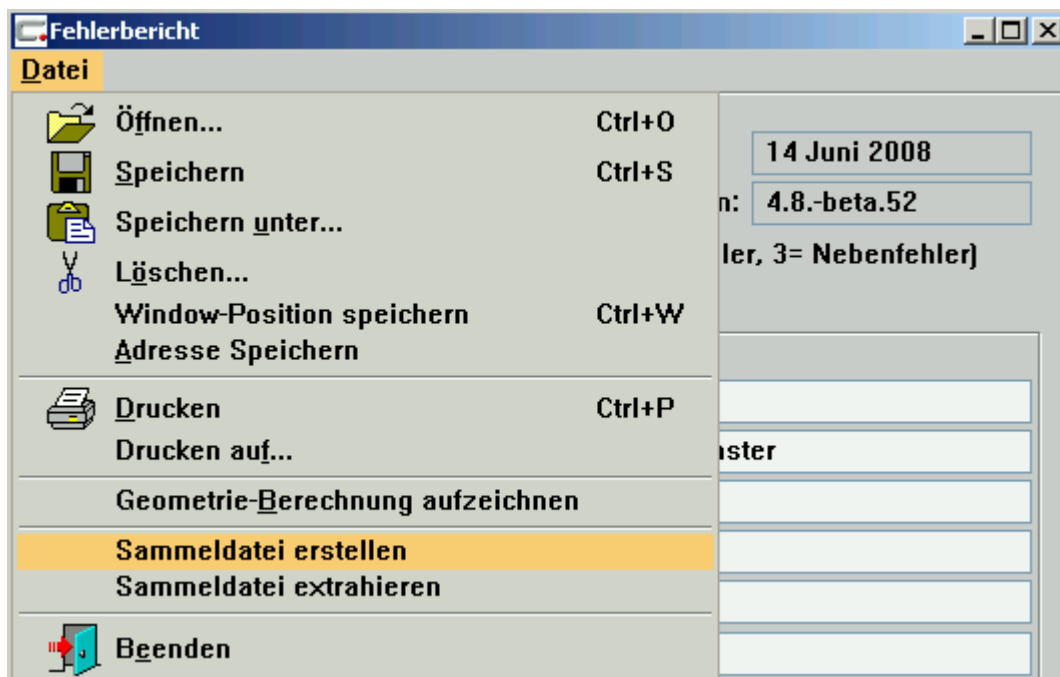 Fehlerbericht
Datei
Öffnen... Ctrl+O
14 Juni 2008
Speichern Ctrl+S
n: 4.8.-beta.52
Speichern unter...
ler, 3= Nebenfehler)
Löschen...
Window-Position speichern Ctrl+W
Adresse Speichern
Drucken Ctrl+P
Drucken auf... ster
Geometrie-Berechnung aufzeichnen
Sammeldatei erstellen
Sammeldatei extrahieren
Beenden